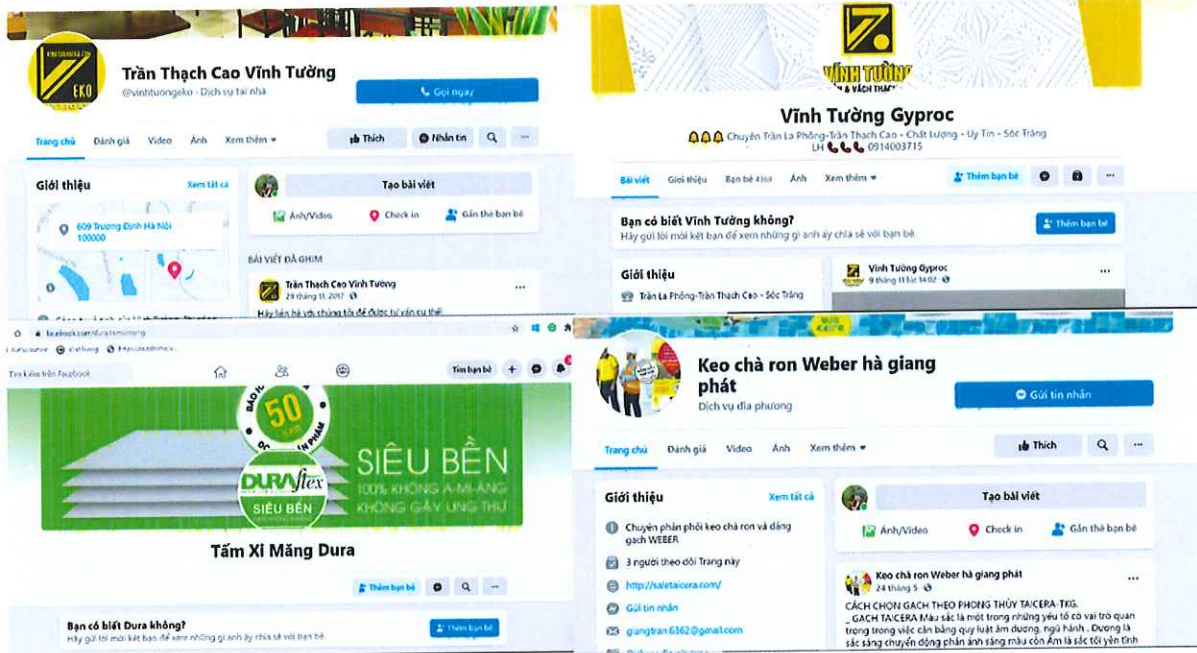 EKO
Trần Thạch Cao Vĩnh Tường
@vinhtuongeko - Dịch vụ tại nhà
Gọi ngay
Trang chủ Đánh giá Video Ảnh Xem thêm
Thích Nhắn tin
Giới thiệu Xem tất cả
609 Trương Định Hà Nội
100000
Tạo bài viết
Ảnh/Video Check in Gắn thẻ bạn bè
BÀI VIẾT ĐÃ GHIM
Trần Thạch Cao Vĩnh Tường
29 tháng 11, 2017
Hãy liên hệ với chúng tôi để được tư vấn cụ thể
VĨNH TƯỜNG
Vĩnh Tường Gyproc
Chuyên Trần La Phông-Trần Thạch Cao - Chất Lượng - Uy Tín - Sóc Trăng
LH 0914003715
Bài viết Giới thiệu Bạn bè Ảnh Xem thêm
Thêm bạn bè
Bạn có biết Vĩnh Tường không?
Hãy gửi lời mời kết bạn để xem những gì anh ấy chia sẻ với bạn bè.
Thêm bạn bè
Giới thiệu
Trần La Phông-Trần Thạch Cao - Sóc Trăng
Vĩnh Tường Gyproc
9 tháng 11 lúc 14:02
Tìm kiếm trên Facebook
Tìm bạn bè
50
DURAflex
SIÊU BỀN
SIÊU BỀN
100% KHÔNG A-MI-ĂNG
KHÔNG GÂY UNG THƯ
Tấm Xi Măng Dura
Thêm bạn bè
Bạn có biết Dura không?
Hãy gửi lời mời kết bạn để xem những gì anh ấy chia sẻ với bạn bè.
Thêm bạn bè
Keo chà ron Weber hà giang
phát
Dịch vụ địa phương
Gửi tin nhắn
Trang chủ Đánh giá Video Ảnh Xem thêm
Thích
Giới thiệu Xem tất cả
Chuyên phân phối keo chà ron và dáng
gạch WEBER
3 người theo dõi Trang này
http://saletaicera.com/
Gửi tin nhắn
giangtran.6362@gmail.com
Tạo bài viết
Ảnh/Video Check in Gắn thẻ bạn bè
Keo chà ron Weber hà giang phát
24 tháng 5
CÁCH CHỌN GẠCH THEO PHONG THỦY TAICERA-TKG.
_ GẠCH TAICERA Màu sắc là một trong những yếu tố có vai trò quan
trọng trong việc cân bằng quy luật âm dương, ngũ hành . Dương là
sắc sáng chuyển động phản ánh sáng màu còn Âm là sắc tối yên tĩnh